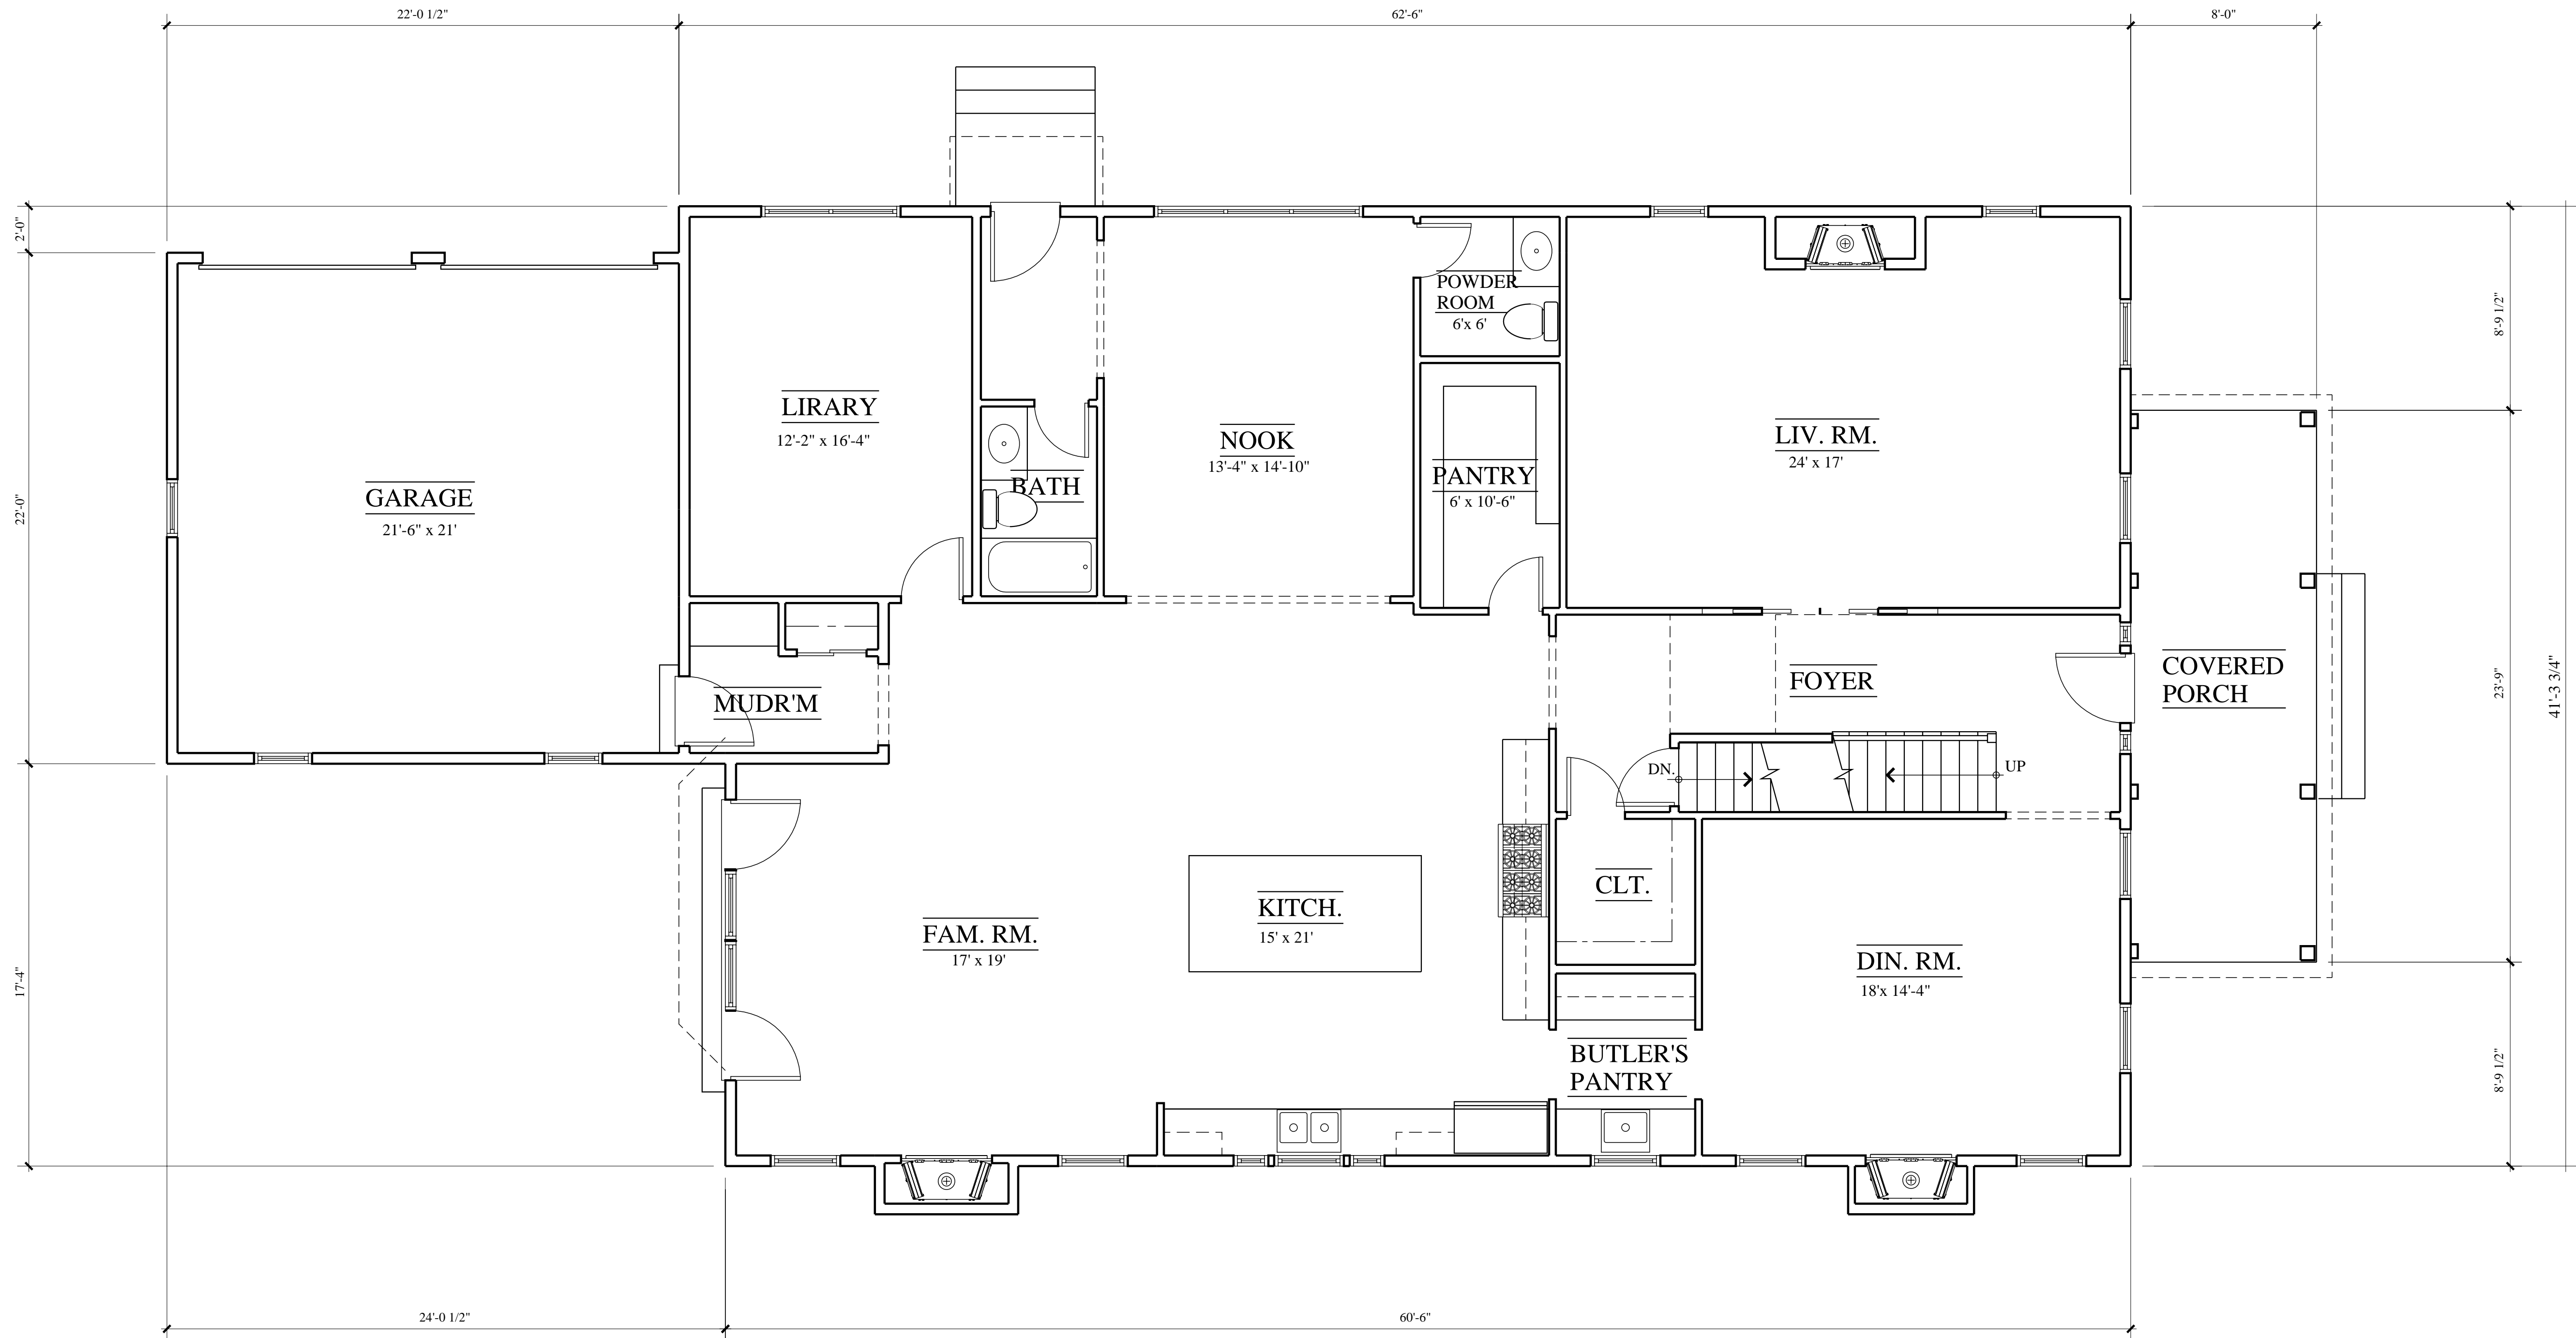 22'-0 1/2"
62'-6"
8'-0"
2'-0"
22'-0"
17'-4"
GARAGE
21'-6" x 21'
LIRARY
12'-2" x 16'-4"
BATH
NOOK
13'-4" x 14'-10"
POWDER
ROOM
6'x 6'
PANTRY
6' x 10'-6"
LIV. RM.
24' x 17'
MUDR'M
FOYER
COVERED
PORCH
DN.
UP
FAM. RM.
17' x 19'
KITCH.
15' x 21'
CLT.
DIN. RM.
18'x 14'-4"
BUTLER'S
PANTRY
8'-9 1/2"
23'-9"
41'-3 3/4"
8'-9 1/2"
24'-0 1/2"
60'-6"